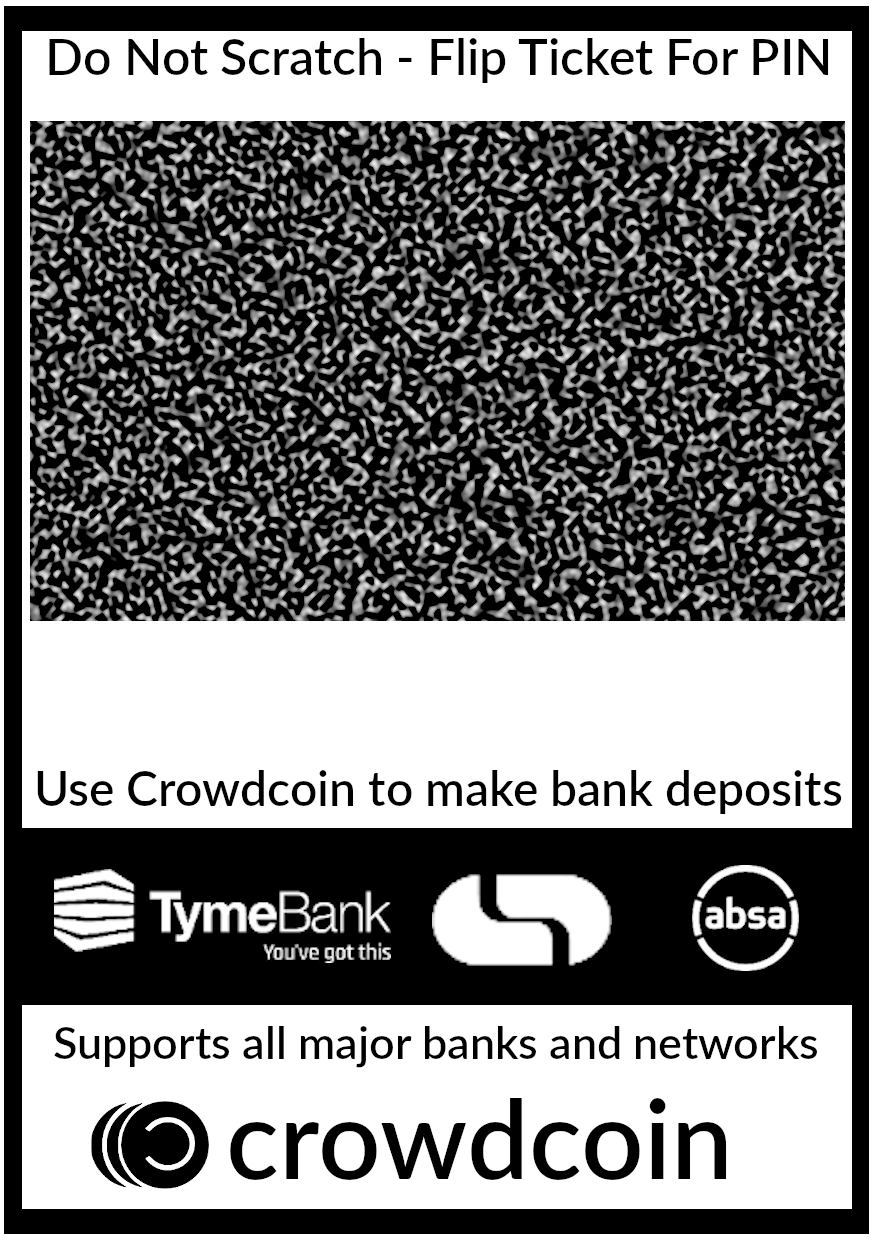 Do Not Scratch - Flip Ticket For PIN
Use Crowdcoin to make bank deposits
TymeBank
You've got this
absa
Supports all major banks and networks
crowdcoin